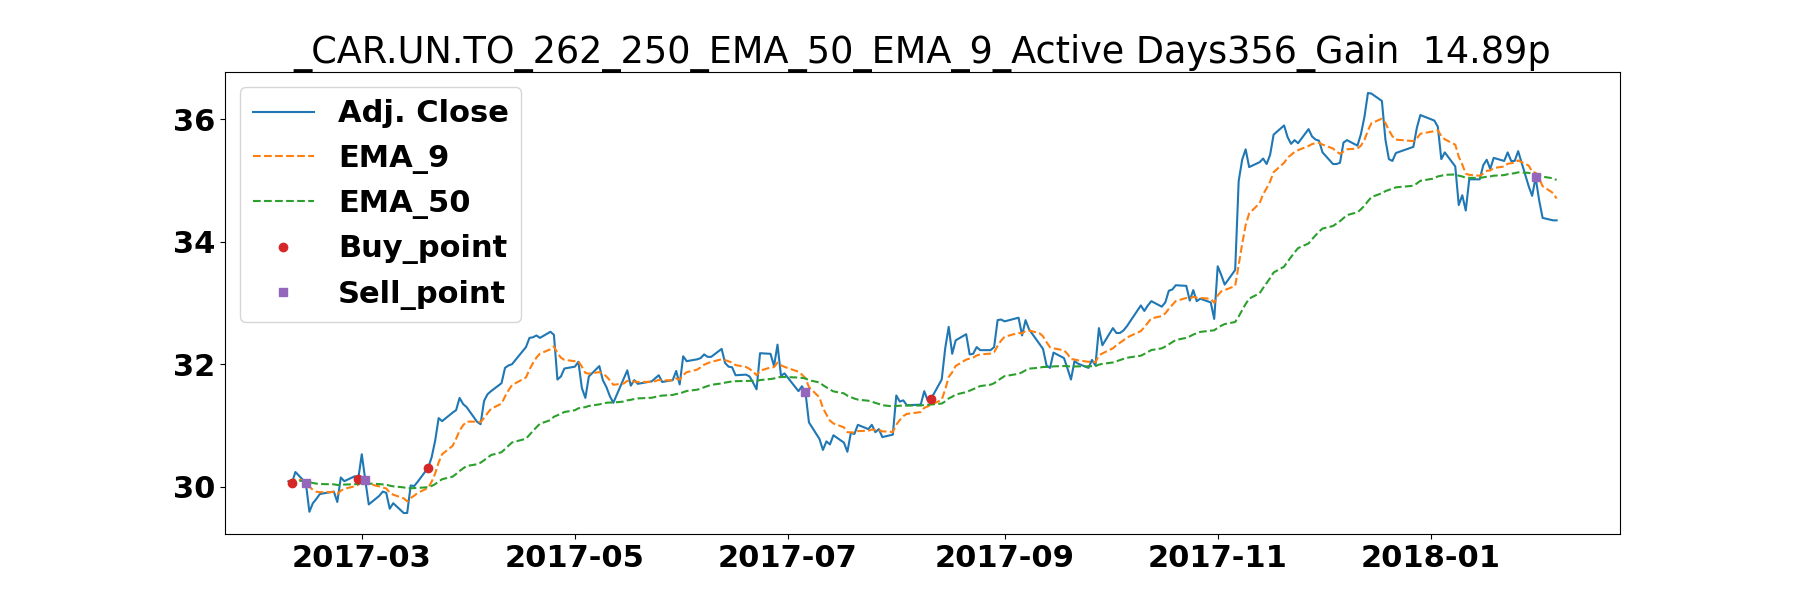 _CAR.UN.TO_262_250_EMA_50_EMA_9_Active Days356_Gain  14.89p
Adj. Close
EMA_9
EMA_50
Buy_point
Sell_point
36
34
32
30
2017-03 2017-05 2017-07 2017-09 2017-11 2018-01